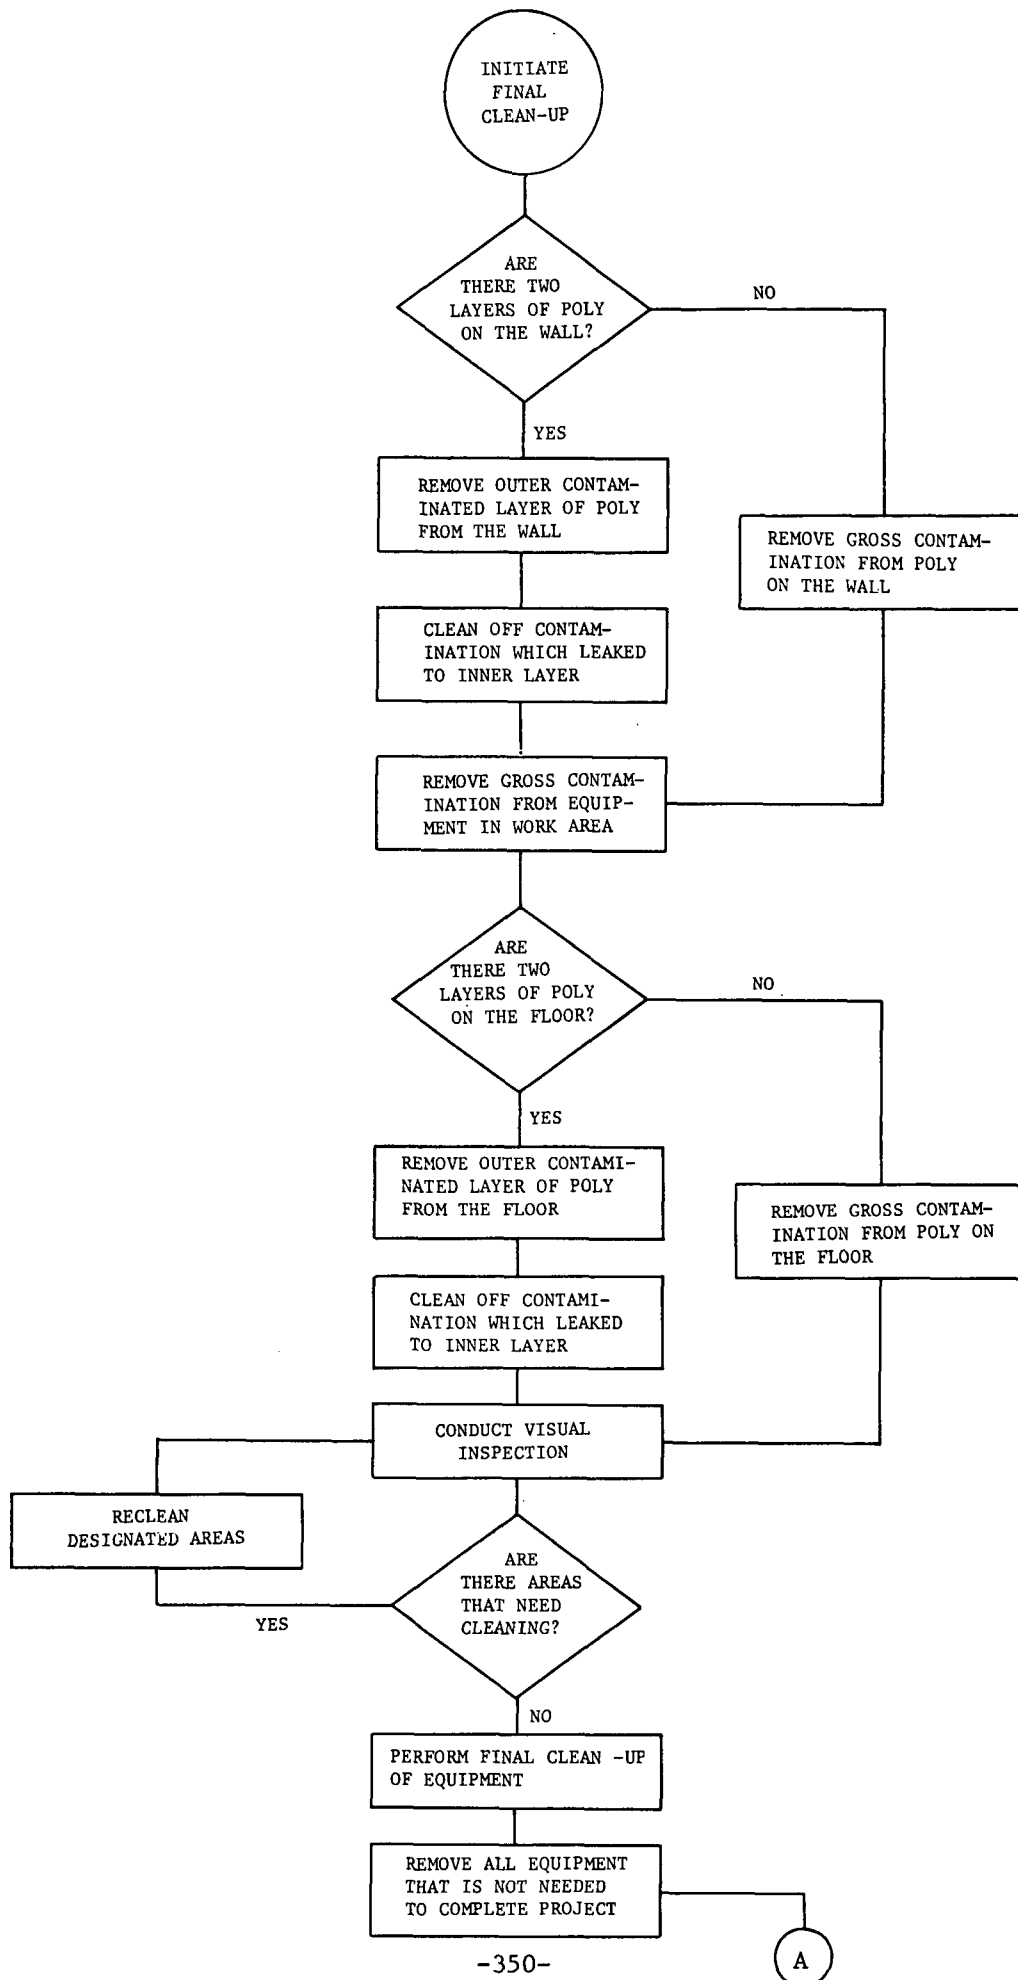 INITIATE
FINAL
CLEAN-UP
ARE
THERE TWO
LAYERS OF POLY
ON THE WALL?
NO
YES
REMOVE OUTER CONTAM-
INATED LAYER OF POLY
FROM THE WALL
REMOVE GROSS CONTAM-
INATION FROM POLY
ON THE WALL
CLEAN OFF CONTAM-
INATION WHICH LEAKED
TO INNER LAYER
REMOVE GROSS CONTAM-
INATION FROM EQUIP-
MENT IN WORK AREA
ARE
THERE TWO
LAYERS OF POLY
ON THE FLOOR?
NO
YES
REMOVE OUTER CONTAMI-
NATED LAYER OF POLY
FROM THE FLOOR
REMOVE GROSS CONTAM-
INATION FROM POLY ON
THE FLOOR
CLEAN OFF CONTAMI-
NATION WHICH LEAKED
TO INNER LAYER
CONDUCT VISUAL
INSPECTION
RECLEAN
DESIGNATED AREAS
ARE
THERE AREAS
THAT NEED
CLEANING?
YES
NO
PERFORM FINAL CLEAN -UP
OF EQUIPMENT
REMOVE ALL EQUIPMENT
THAT IS NOT NEEDED
TO COMPLETE PROJECT
A
-350-